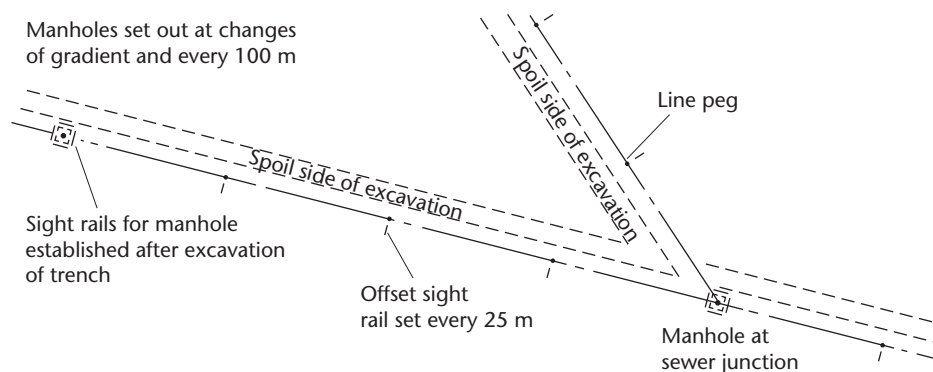 Manholes set out at changes
of gradient and every 100 m
Spoil side of excavation
Line peg
Spoil side of excavation
Sight rails for manhole
established after excavation
of trench
Offset sight
rail set every 25 m
Manhole at
sewer junction